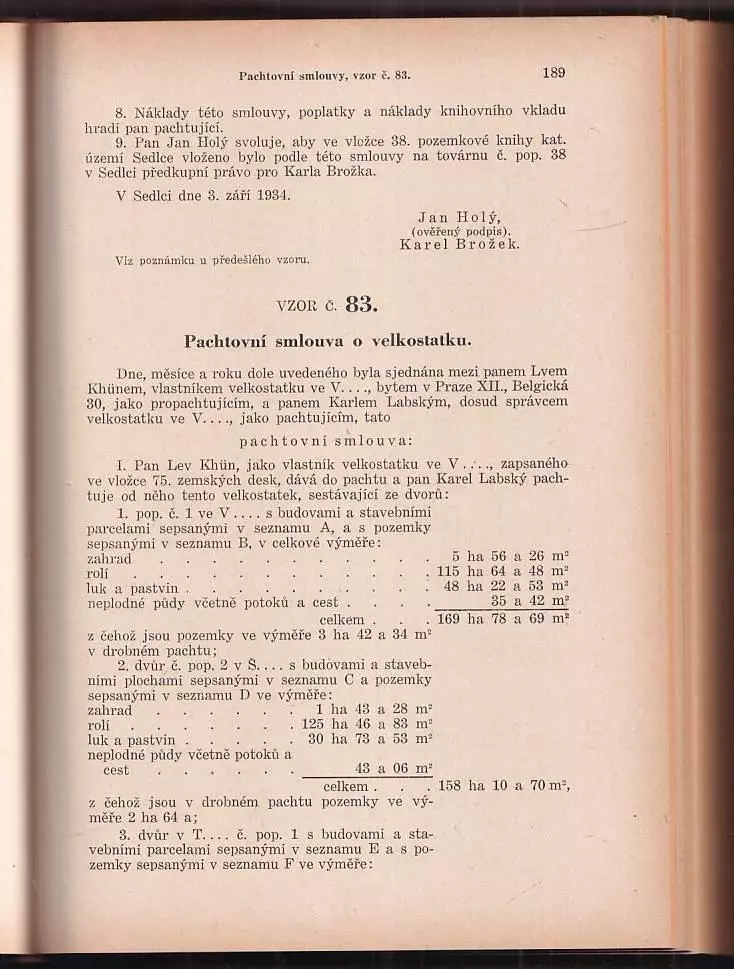 Pachtovní smlouvy, vzor č. 83. 189
8. Náklady této smlouvy, poplatky a náklady knihovního vkladu
hradí pan pachtující.
9. Pan Jan Holý svoluje, aby ve vložce 38. pozemkové knihy kat.
území Sedlce vloženo bylo podle této smlouvy na továrnu č. pop. 38
v Sedlci předkupní právo pro Karla Brožka.
V Sedlci dne 3. září 1934.
Jan Holý,
(ověřený podpis).
Karel Brožek.
Viz poznámku u předešlého vzoru.
VZOR Č. 83.
Pachtovní smlouva o velkostatku.
Dne, měsíce a roku dole uvedeného byla sjednána mezi panem Lvem
Khünem, vlastníkem velkostatku ve V...., bytem v Praze XII., Belgická
30, jako propachtujícím, a panem Karlem Labským, dosud správcem
velkostatku ve V...., jako pachtujícím, tato
pachtovní smlouva:
I. Pan Lev Khün, jako vlastník velkostatku ve V...., zapsaného
ve vložce 75. zemských desk, dává do pachtu a pan Karel Labský pach-
tuje od něho tento velkostatek, sestávající ze dvorů:
1. pop. č. 1 ve V.... s budovami a stavebními
parcelami sepsanými v seznamu A, a s pozemky
sepsanými v seznamu B, v celkové výměře:
zahrad . . . . . . . . . . . 5 ha 56 a 26 m²
rolí . . . . . . . . . . . . 115 ha 64 a 48 m²
luk a pastvin . . . . . . . . . . 48 ha 22 a 53 m²
neplodné půdy včetně potoků a cest . . . . 35 a 42 m²
celkem . . . 169 ha 78 a 69 m²
z čehož jsou pozemky ve výměře 3 ha 42 a 34 m²
v drobném pachtu;
2. dvůr č. pop. 2 v Š.... s budovami a staveb-
ními plochami sepsanými v seznamu C a pozemky
sepsanými v seznamu D ve výměře:
zahrad . . . . . . 1 ha 43 a 28 m²
rolí . . . . . . . 125 ha 46 a 83 m²
luk a pastvin . . . . . 30 ha 73 a 53 m²
neplodné půdy včetně potoků a
cest . . . . . . 43 a 06 m²
celkem . . . 158 ha 10 a 70 m²,
z čehož jsou v drobném pachtu pozemky ve vý-
měře 2 ha 64 a;
3. dvůr v T.... č. pop. 1 s budovami a sta-
vebními parcelami sepsanými v seznamu E a s po-
zemky sepsanými v seznamu F ve výměře: